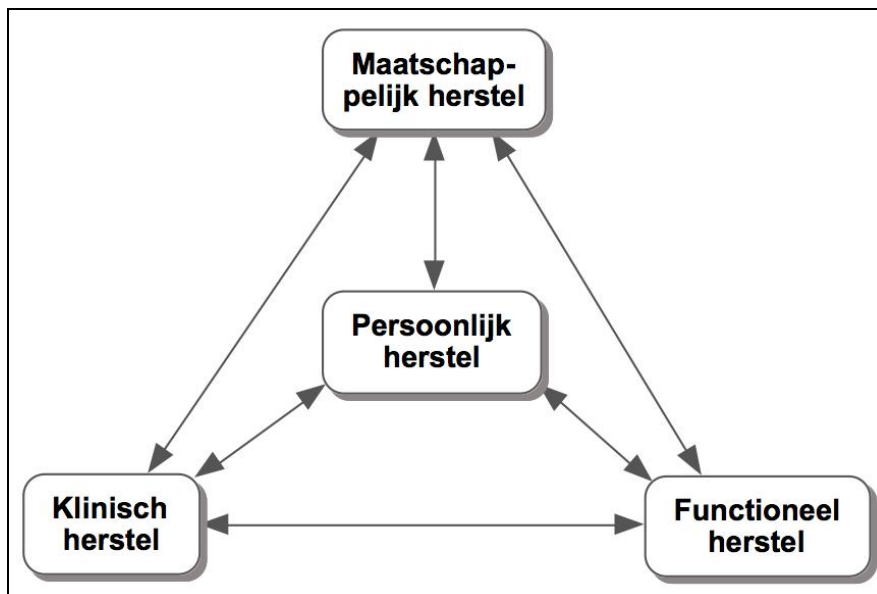 Maatschap-
pelijk herstel
Persoonlijk
herstel
Klinisch
herstel
Functioneel
herstel